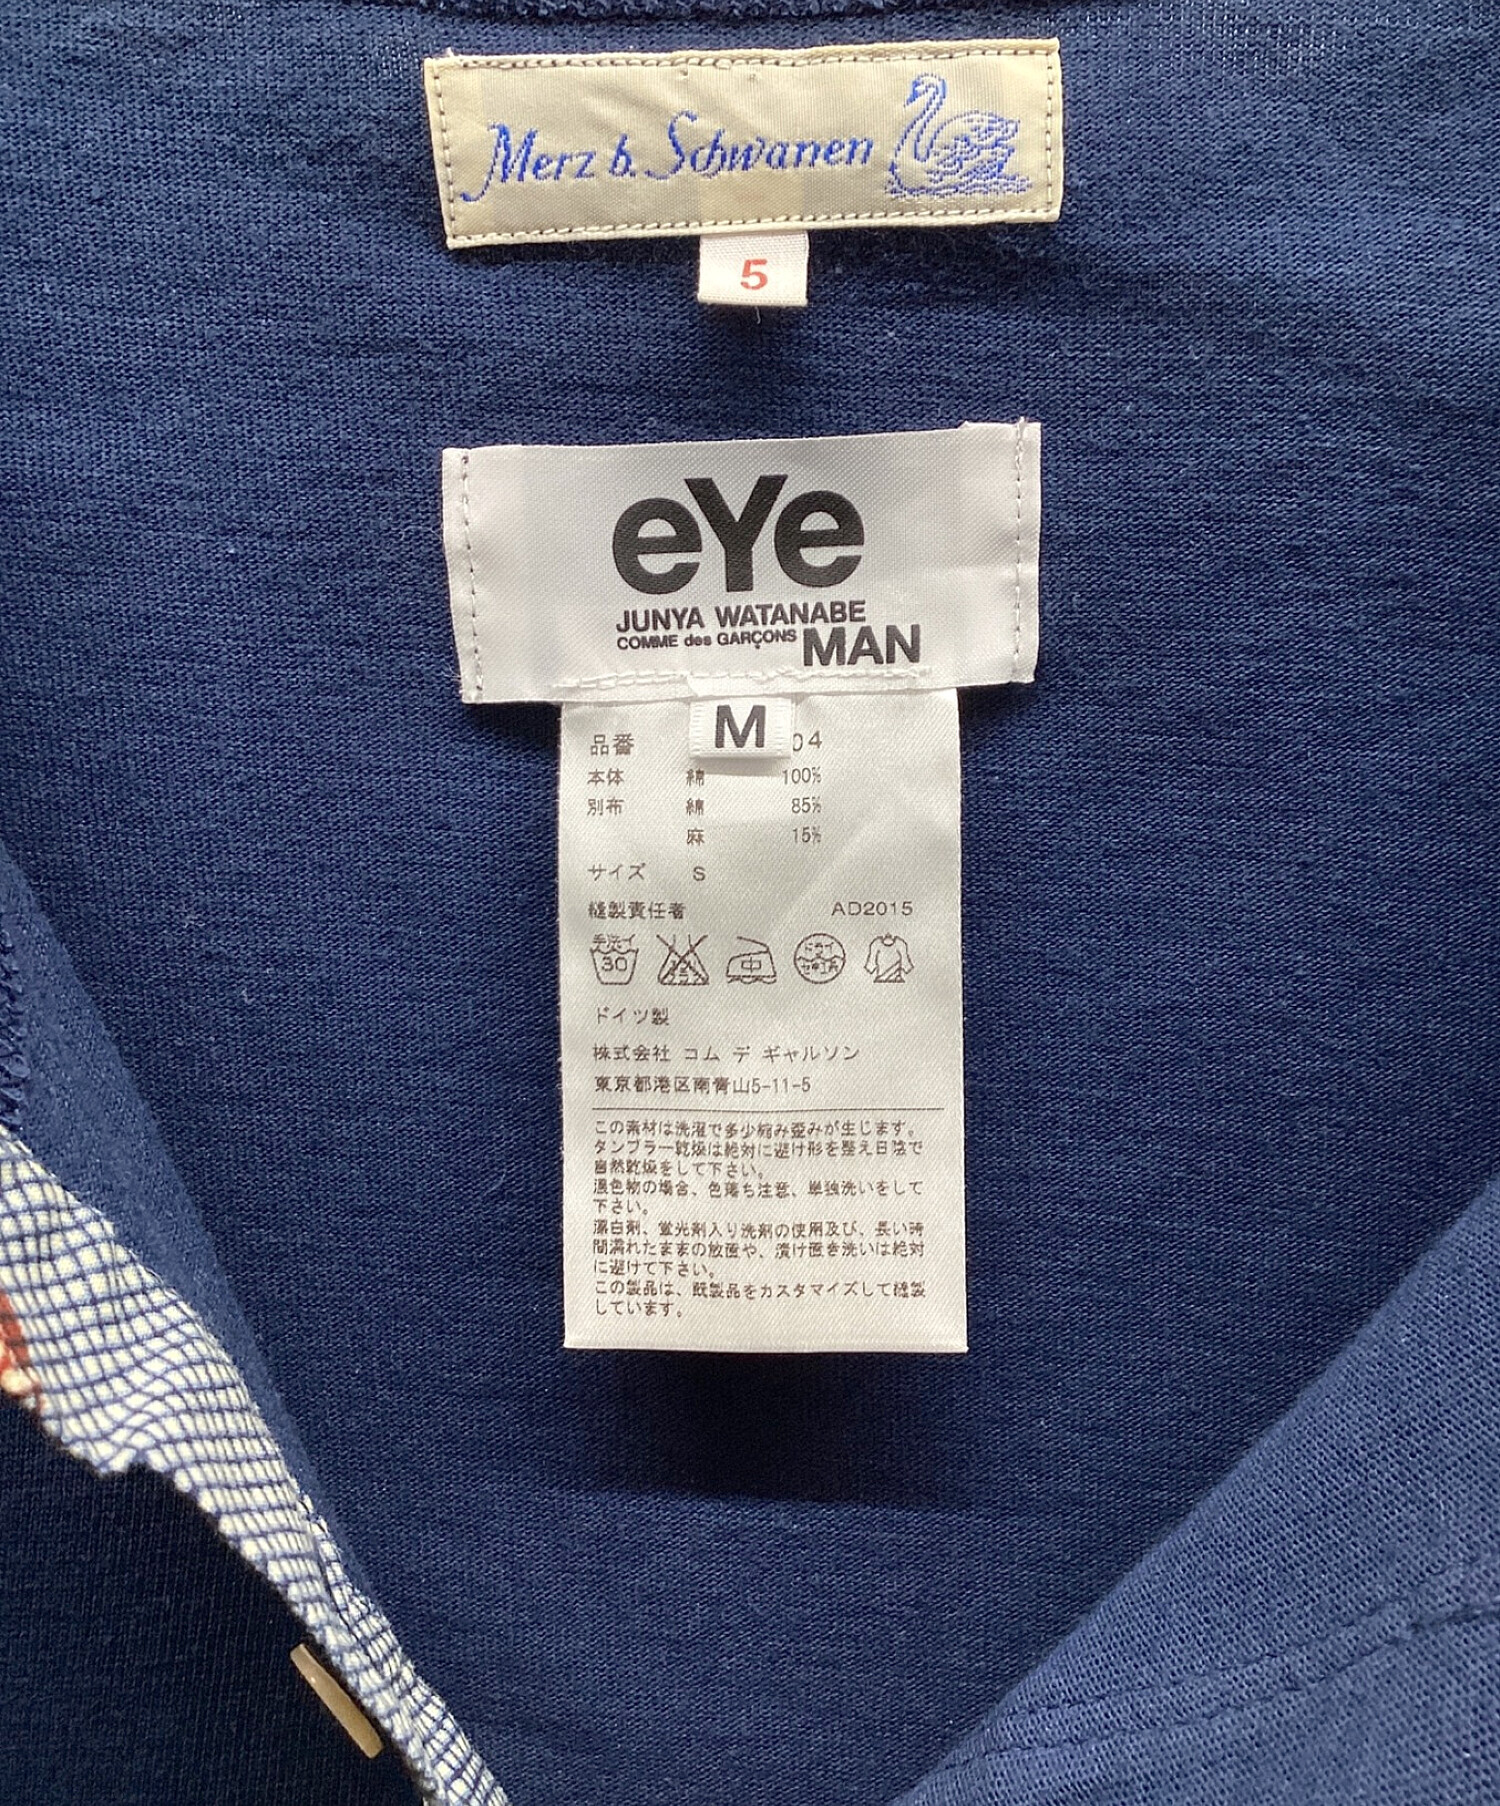 Merz b. Schwanen
5
eYe
JUNYA WATANABE
COMME des GARÇONS MAN
M
品番 04
本体 綿 100%
別布 綿 85%
麻 15%
サイズ S
縫製責任者 AD2015
手洗イ
30
中
ドライ
ドイツ製
株式会社 コム デ ギャルソン
東京都港区南青山5-11-5
この素材は洗濯で多少縮み歪みが生じます。
タンブラー乾燥は絶対に避け形を整え日陰で
自然乾燥をして下さい。
濃色物の場合、色落ち注意、単独洗いをして
下さい。
漂白剤、蛍光剤入り洗剤の使用及び、長い時
間濡れたままの放置や、漬け置き洗いは絶対
に避けて下さい。
この製品は、既製品をカスタマイズして縫製
しています。